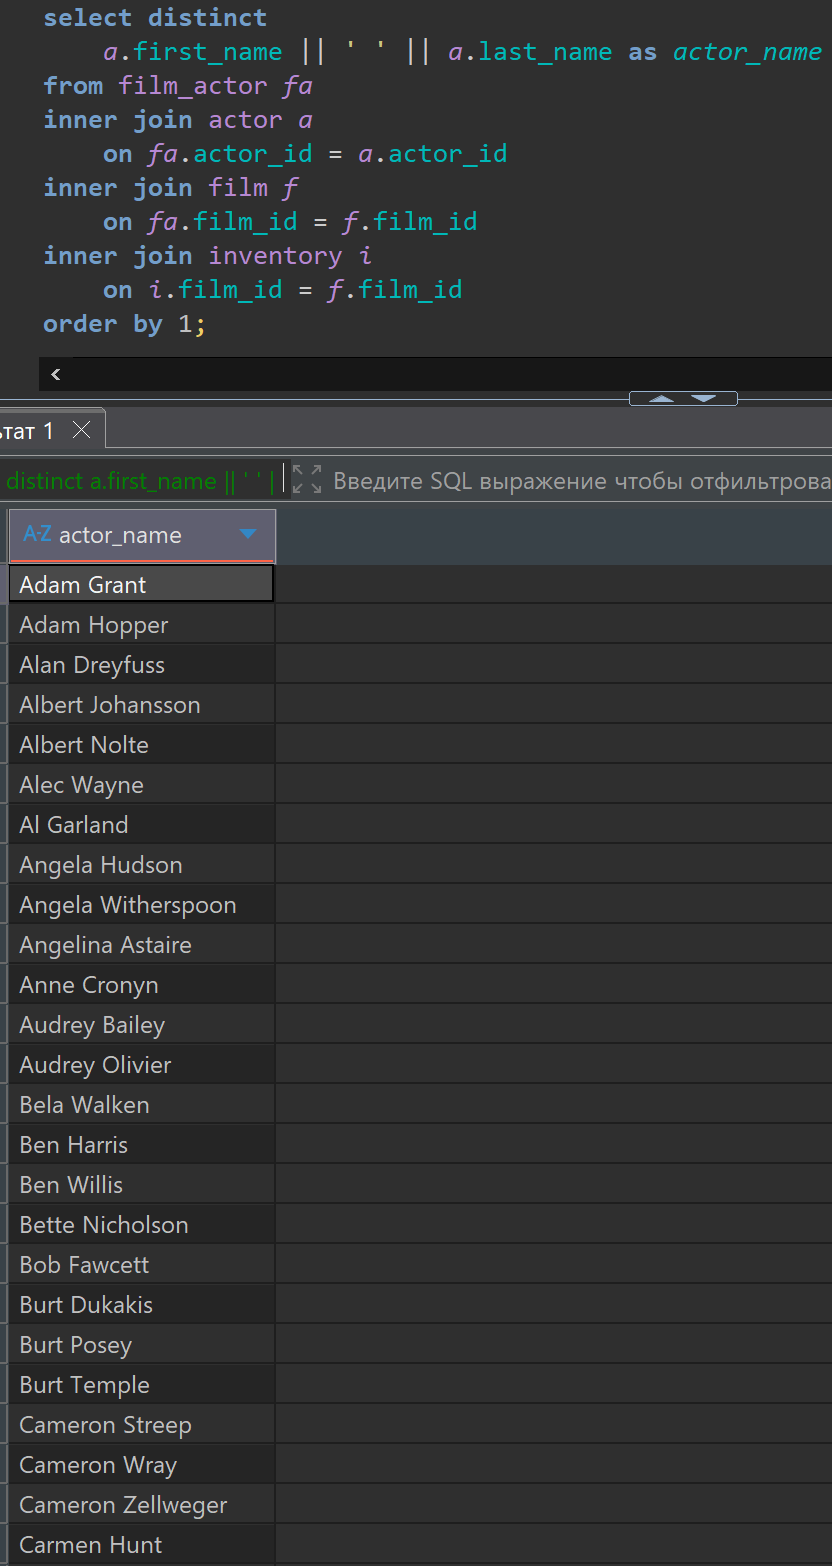 select distinct
a.first_name || ' ' || a.last_name as actor_name
from film_actor fa
inner join actor a
on fa.actor_id = a.actor_id
inner join film f
on fa.film_id = f.film_id
inner join inventory i
on i.film_id = f.film_id
order by 1;
ьтат 1
distinct a.first_name || ' ' | Введите SQL выражение чтобы отфильтрова
A-Z actor_name
Adam Grant
Adam Hopper
Alan Dreyfuss
Albert Johansson
Albert Nolte
Alec Wayne
Al Garland
Angela Hudson
Angela Witherspoon
Angelina Astaire
Anne Cronyn
Audrey Bailey
Audrey Olivier
Bela Walken
Ben Harris
Ben Willis
Bette Nicholson
Bob Fawcett
Burt Dukakis
Burt Posey
Burt Temple
Cameron Streep
Cameron Wray
Cameron Zellweger
Carmen Hunt